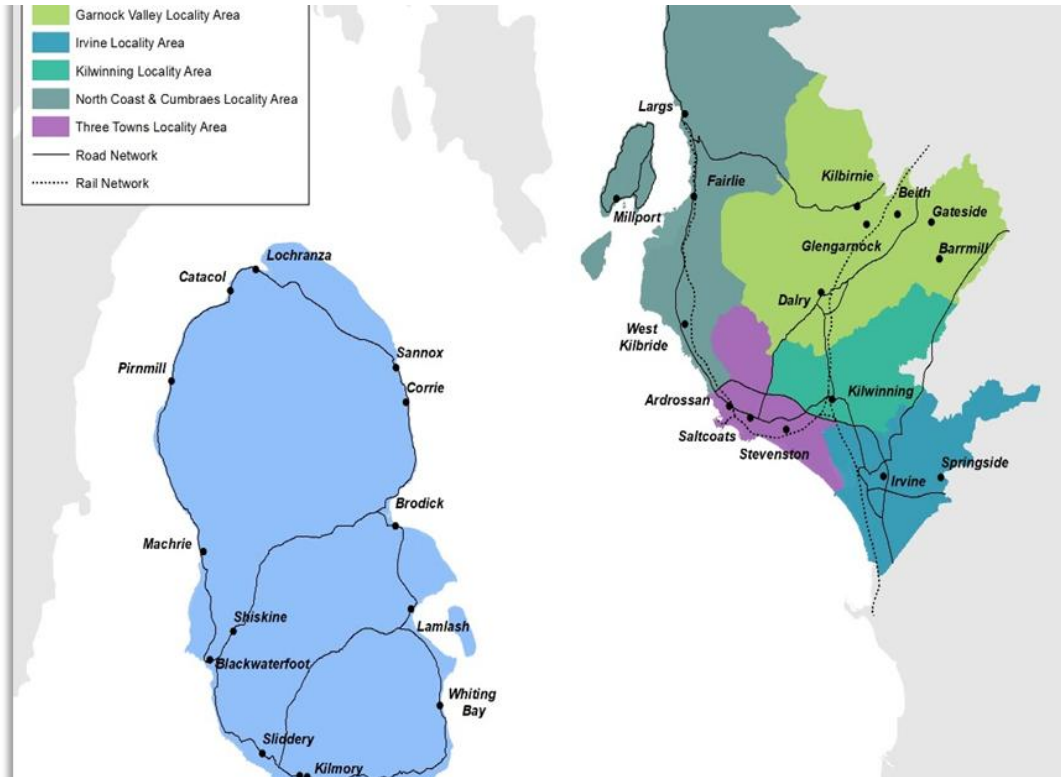 Garnock Valley Locality Area
Irvine Locality Area
Kilwinning Locality Area
North Coast & Cumbraes Locality Area
Three Towns Locality Area
Road Network
Rail Network
Largs
Kilbirnie
Fairlie
Beith
Millport
Gateside
Glengarnock
Barrmill
Lochranza
Catacol
Dalry
West
Kilbride
Sannox
Pirnmill
Corrie
Kilwinning
Ardrossan
Saltcoats
Stevenston
Springside
Irvine
Brodick
Machrie
Shiskine
Lamlash
Blackwaterfoot
Whiting
Bay
Sliddery
Kilmory